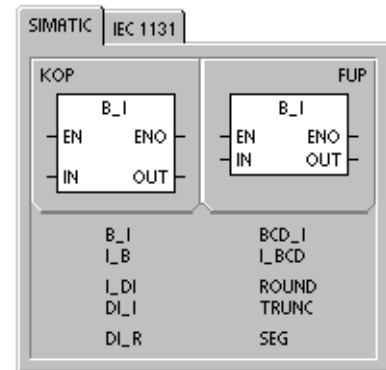 SIMATIC IEC 1131
KOP FUP
B_I B_I
EN ENO EN ENO
IN OUT IN OUT
B_I BCD_I
I_B I_BCD
I_DI ROUND
DI_I TRUNC
DI_R SEG